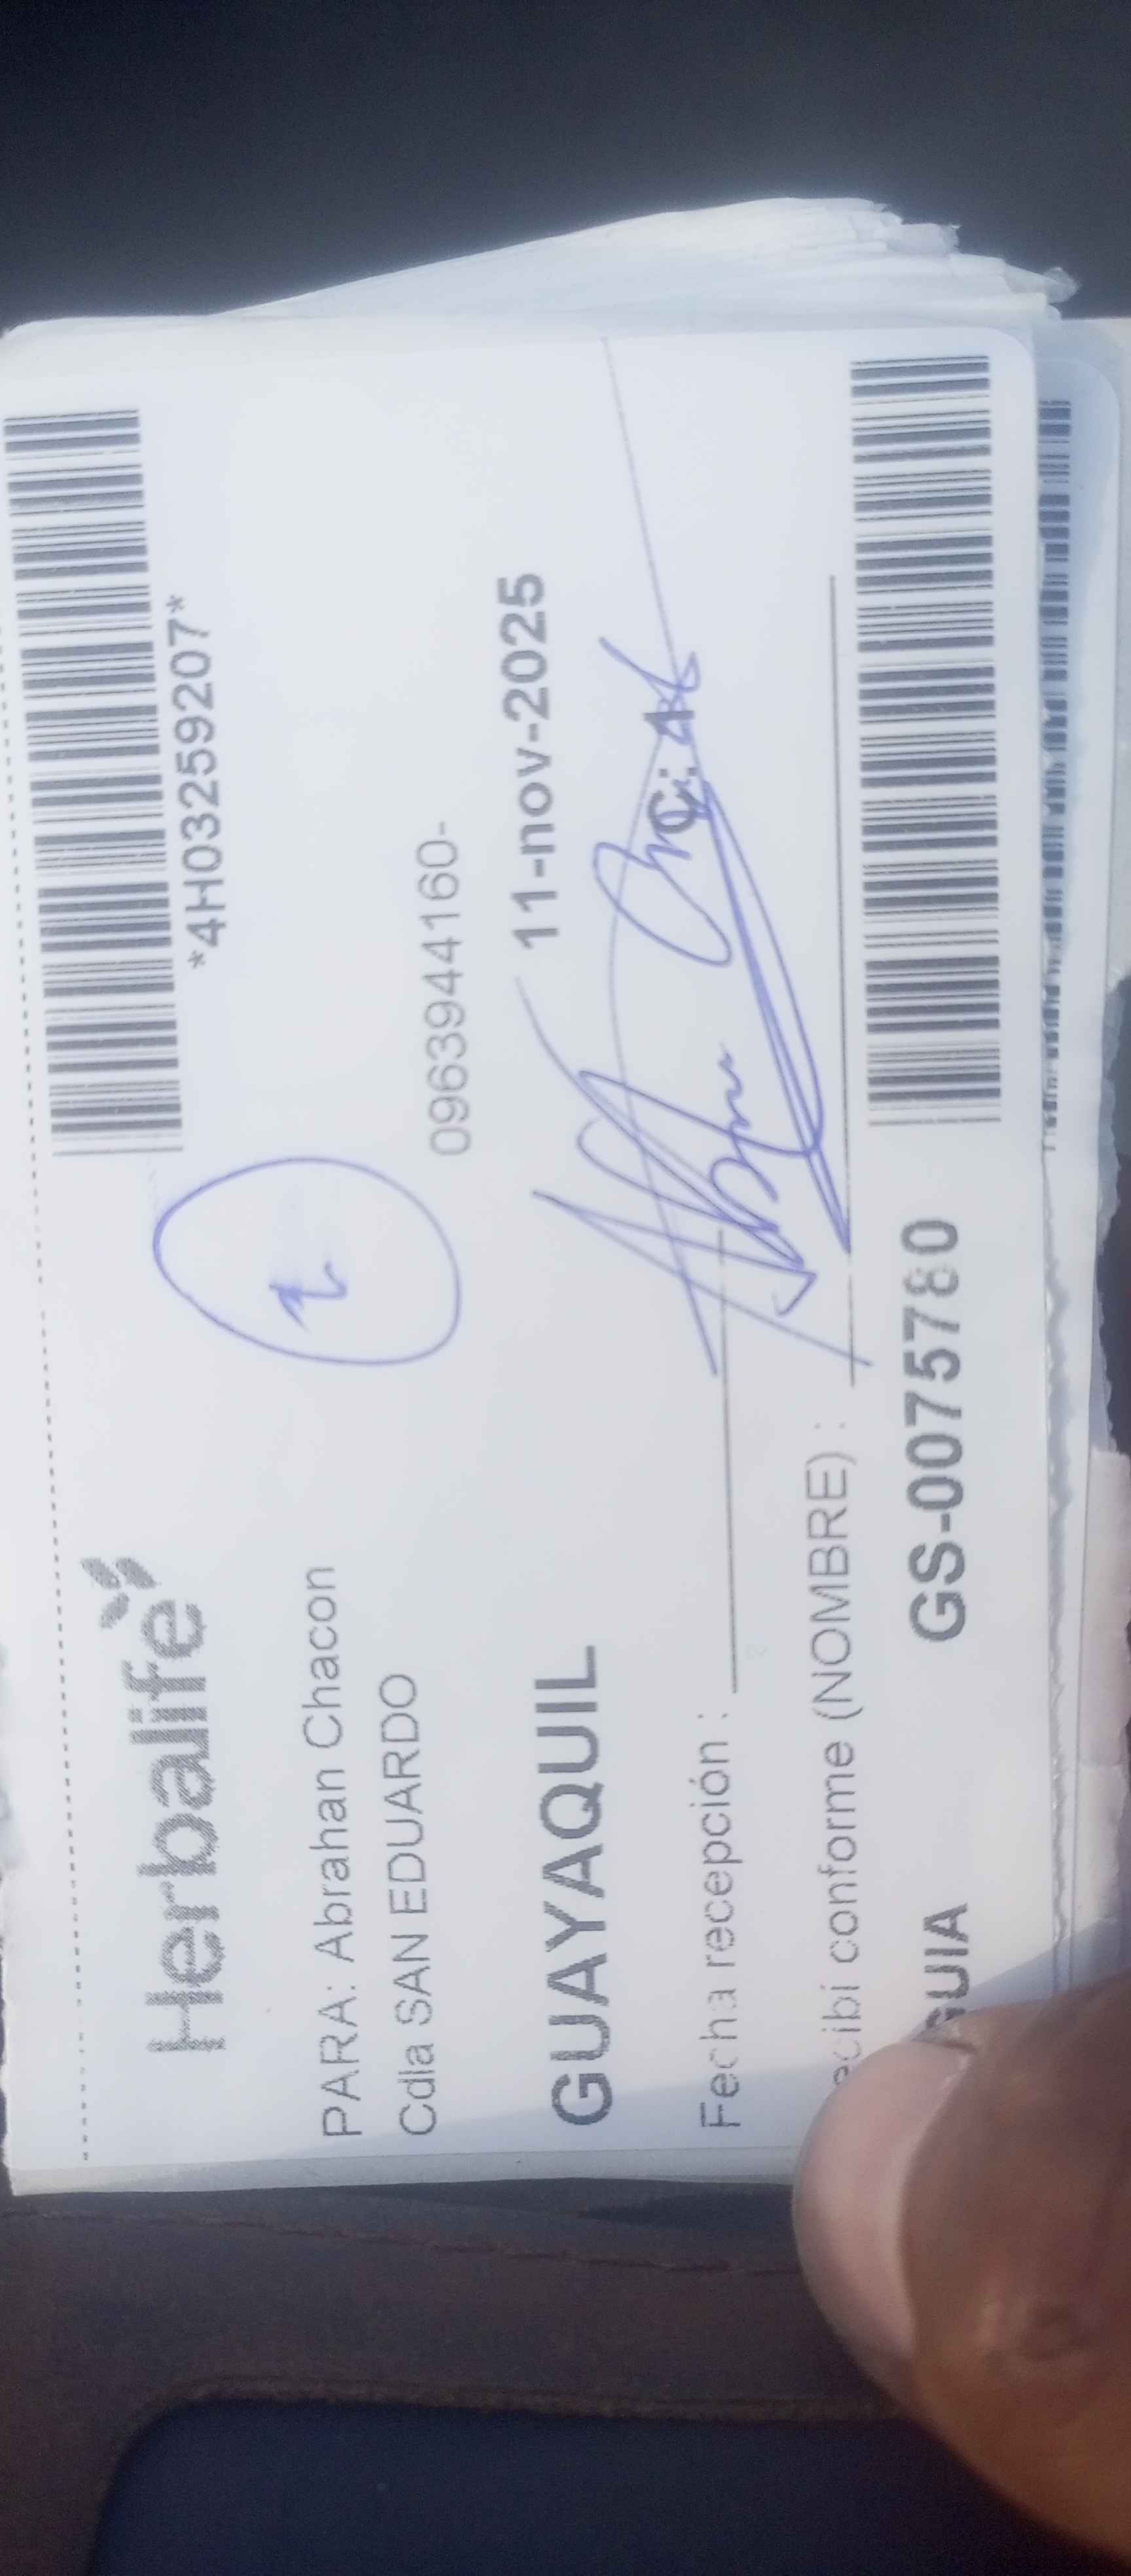 *4H03259207*
Herbalife
PARA: Abrahan Chacon
Cdla SAN EDUARDO
0963944160-
GUAYAQUIL 11-nov-2025
Fecha recepción :
C:
ecibi conforme (NOMBRE) :
GUIA GS-0075780